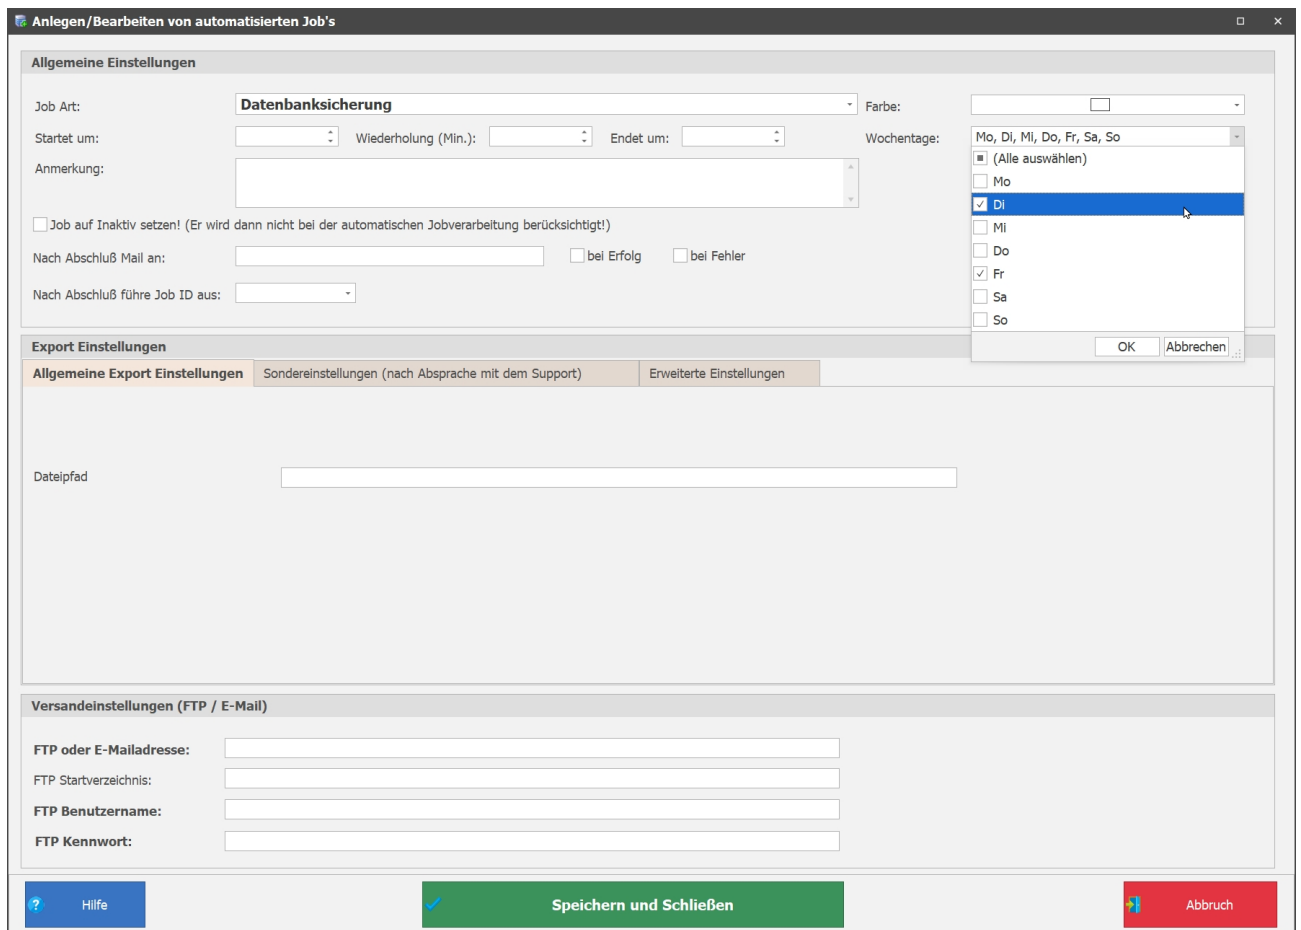 Anlegen/Bearbeiten von automatisierten Job's
Allgemeine Einstellungen
Job Art: Datenbanksicherung Farbe:
Startet um: Wiederholung (Min.): Endet um: Wochentage: Mo, Di, Mi, Do, Fr, Sa, So
(Alle auswählen)
Anmerkung:
Mo
Di
Job auf Inaktiv setzen! (Er wird dann nicht bei der automatischen Jobverarbeitung berücksichtigt!)
Mi
Do
Nach Abschluß Mail an: bei Erfolg bei Fehler
Fr
Nach Abschluß führe Job ID aus:
Sa
So
OK Abbrechen
Export Einstellungen
Allgemeine Export Einstellungen Sondereinstellungen (nach Absprache mit dem Support) Erweiterte Einstellungen
Dateipfad
Versandeinstellungen (FTP / E-Mail)
FTP oder E-Mailadresse:
FTP Startverzeichnis:
FTP Benutzername:
FTP Kennwort:
Hilfe Speichern und Schließen Abbruch